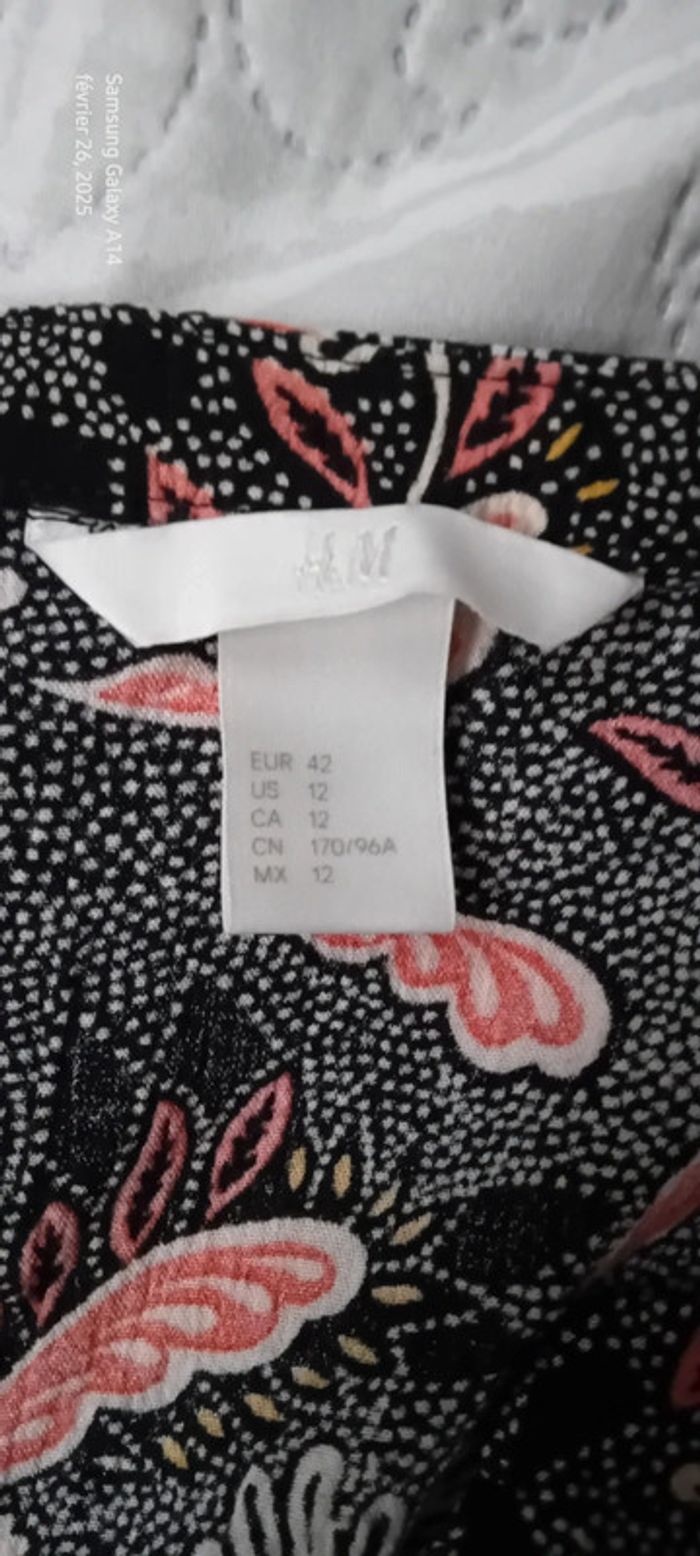 Samsung Galaxy A14
février 26, 2025
H&M
EUR 42
US 12
CA 12
CN 170/96A
MX 12